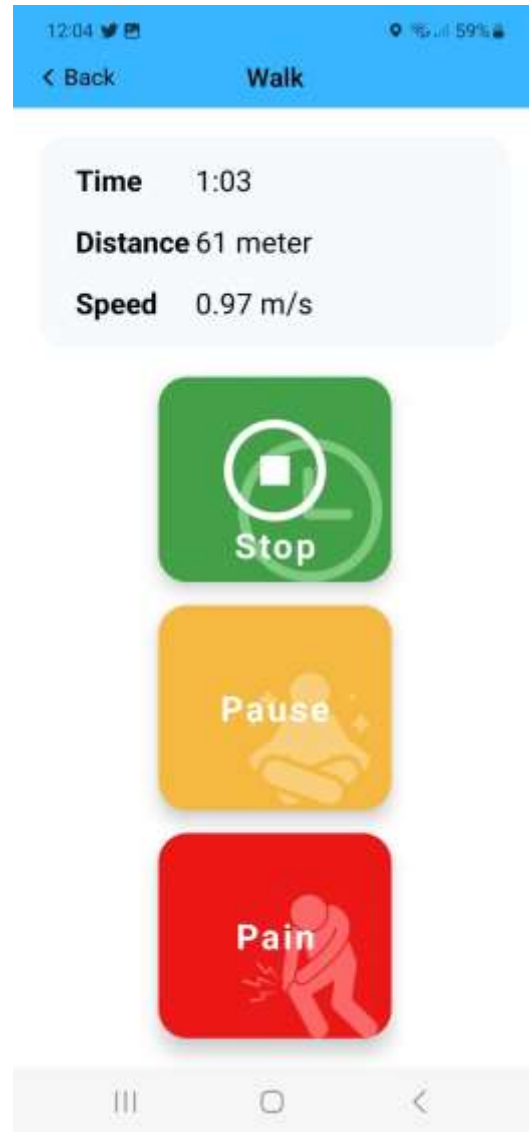 12:04 59%
< Back Walk
Time 1:03
Distance 61 meter
Speed 0.97 m/s
Stop
Pause
Pain